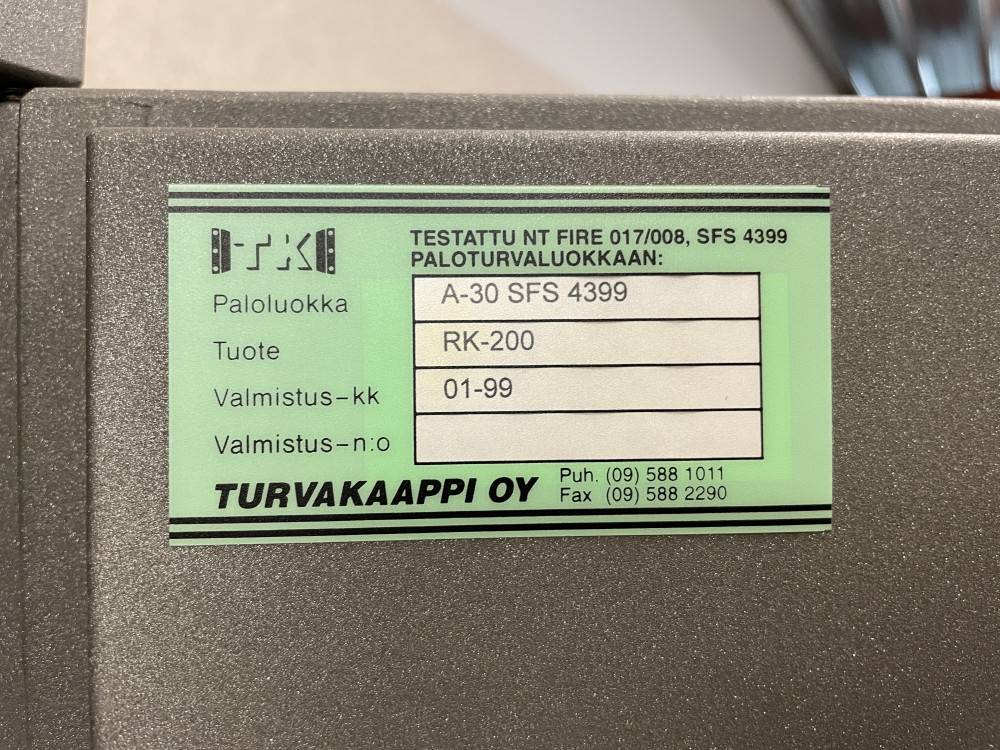 TK
TESTATTU NT FIRE 017/008, SFS 4399
PALOTURVALUOKKAAN:
Paloluokka A-30 SFS 4399
Tuote RK-200
Valmistus-kk 01-99
Valmistus-n:o
TURVAKAAPPI OY
Puh. (09) 588 1011
Fax (09) 588 2290